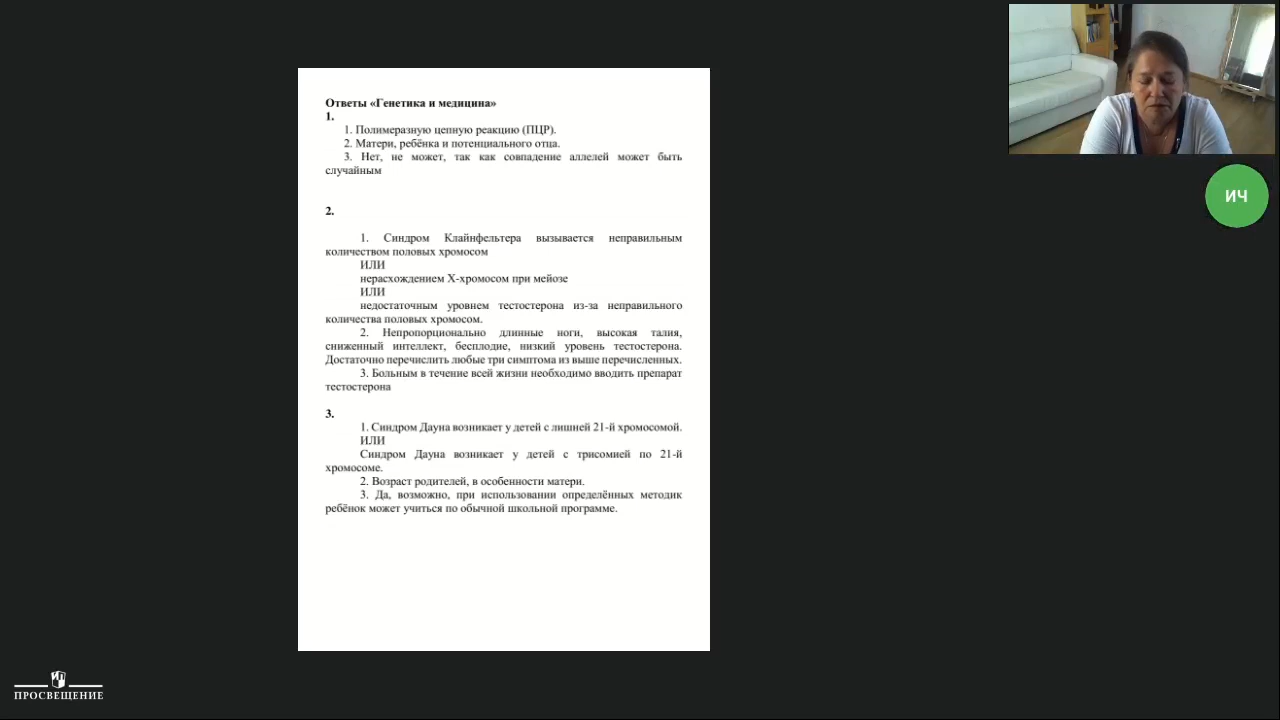 Ответы «Генетика и медицина»
1.
1. Полимеразную цепную реакцию (ПЦР).
2. Матери, ребёнка и потенциального отца.
3. Нет, не может, так как совпадение аллелей может быть
случайным
2.
1. Синдром Клайнфельтера вызывается неправильным
количеством половых хромосом
ИЛИ
нерасхождением Х-хромосом при мейозе
ИЛИ
недостаточным уровнем тестостерона из-за неправильного
количества половых хромосом.
2. Непропорционально длинные ноги, высокая талия,
сниженный интеллект, бесплодие, низкий уровень тестостерона.
Достаточно перечислить любые три симптома из выше перечисленных.
3. Больным в течение всей жизни необходимо вводить препарат
тестостерона
3.
1. Синдром Дауна возникает у детей с лишней 21-й хромосомой.
ИЛИ
Синдром Дауна возникает у детей с трисомией по 21-й
хромосоме.
2. Возраст родителей, в особенности матери.
3. Да, возможно, при использовании определённых методик
ребёнок может учиться по обычной школьной программе.
ИЧ
ПРОСВЕЩЕНИЕ